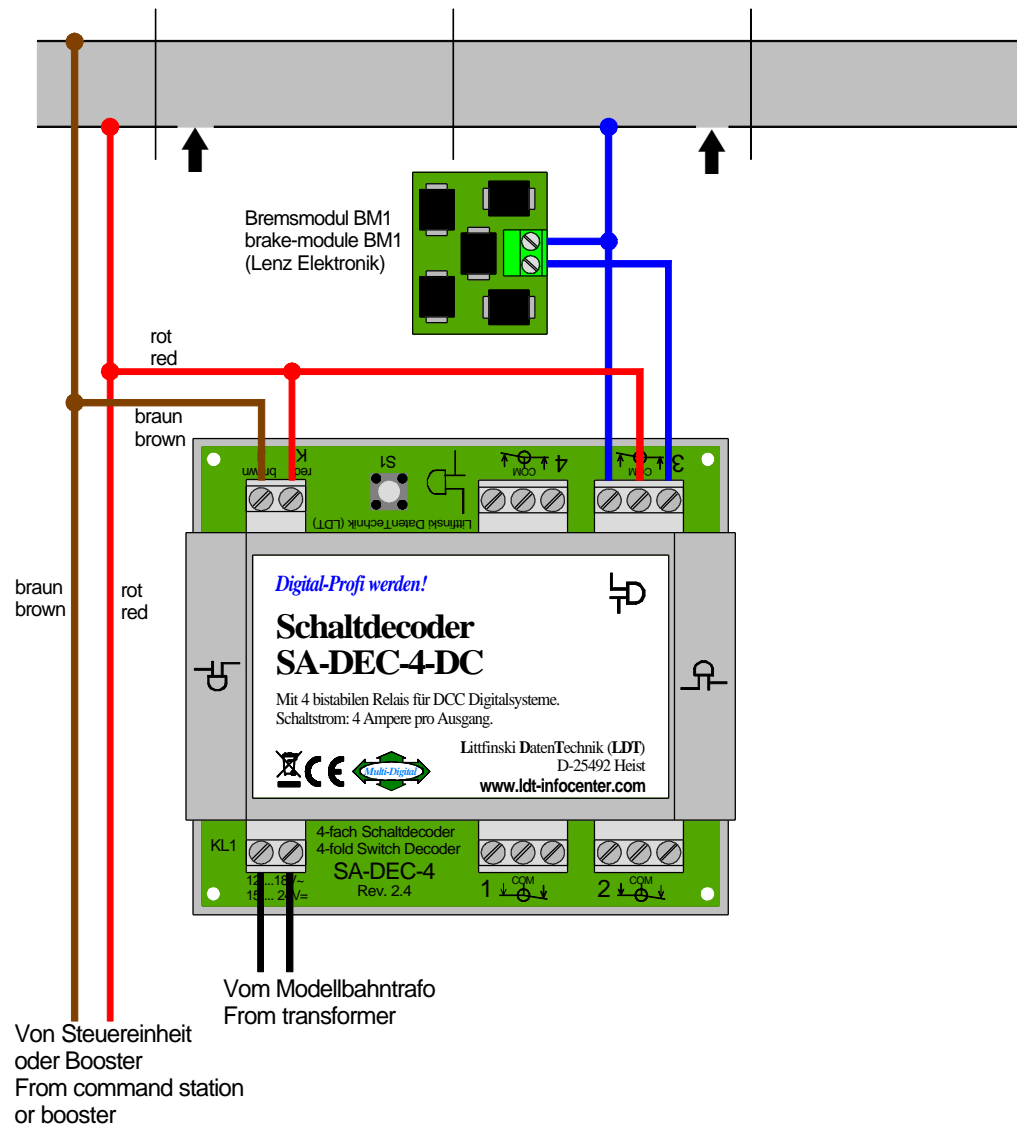 Bremsmodul BM1
brake-module BM1
(Lenz Elektronik)
rot
red
braun
brown
braun
brown
rot
red
S1
COM 4
COM 3
Littfinski DatenTechnik (LDT)
Digital-Profi werden!
Schaltdecoder
SA-DEC-4-DC
Mit 4 bistabilen Relais für DCC Digitalsysteme.
Schaltstrom: 4 Ampere pro Ausgang.
Littfinski DatenTechnik (LDT)
D-25492 Heist
www.ldt-infocenter.com
CE
Multi-Digital
KL1
4-fach Schaltdecoder
4-fold Switch Decoder
SA-DEC-4
Rev. 2.4
1 COM
2 COM
Vom Modellbahntrafo
From transformer
Von Steuereinheit
oder Booster
From command station
or booster